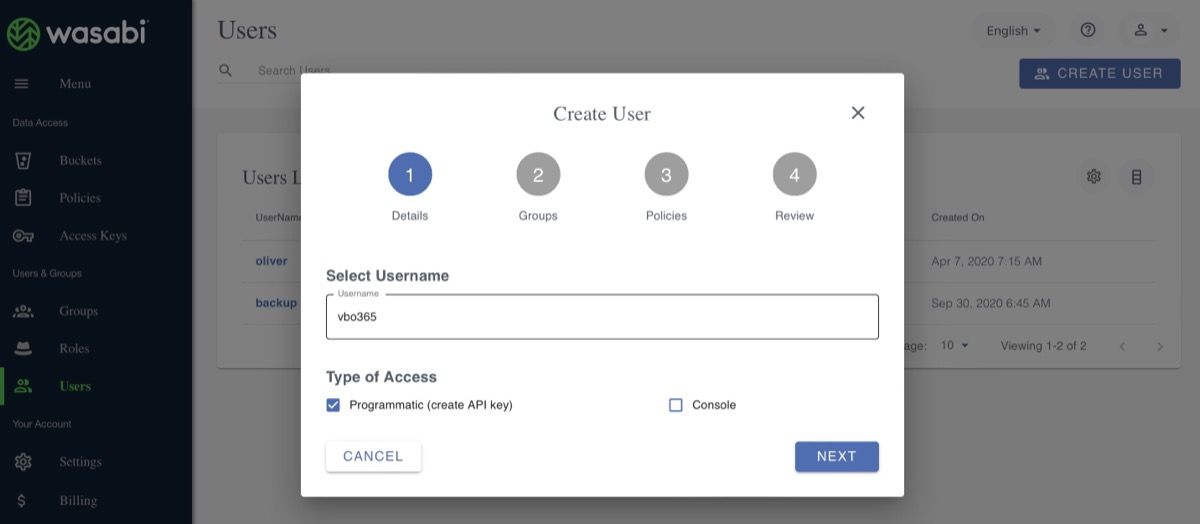 wasabi
Menu
Data Access
Buckets
Policies
Access Keys
Users & Groups
Groups
Roles
Users
Your Account
Settings
$ Billing
Users
English
Search Users
CREATE USER
Users L
UserName
Created On
oliver
Apr 7, 2020 7:15 AM
backup
Sep 30, 2020 6:45 AM
age: 10 Viewing 1-2 of 2
Create User
1 2 3 4
Details Groups Policies Review
Select Username
Username
vbo365
Type of Access
Programmatic (create API key) Console
CANCEL NEXT